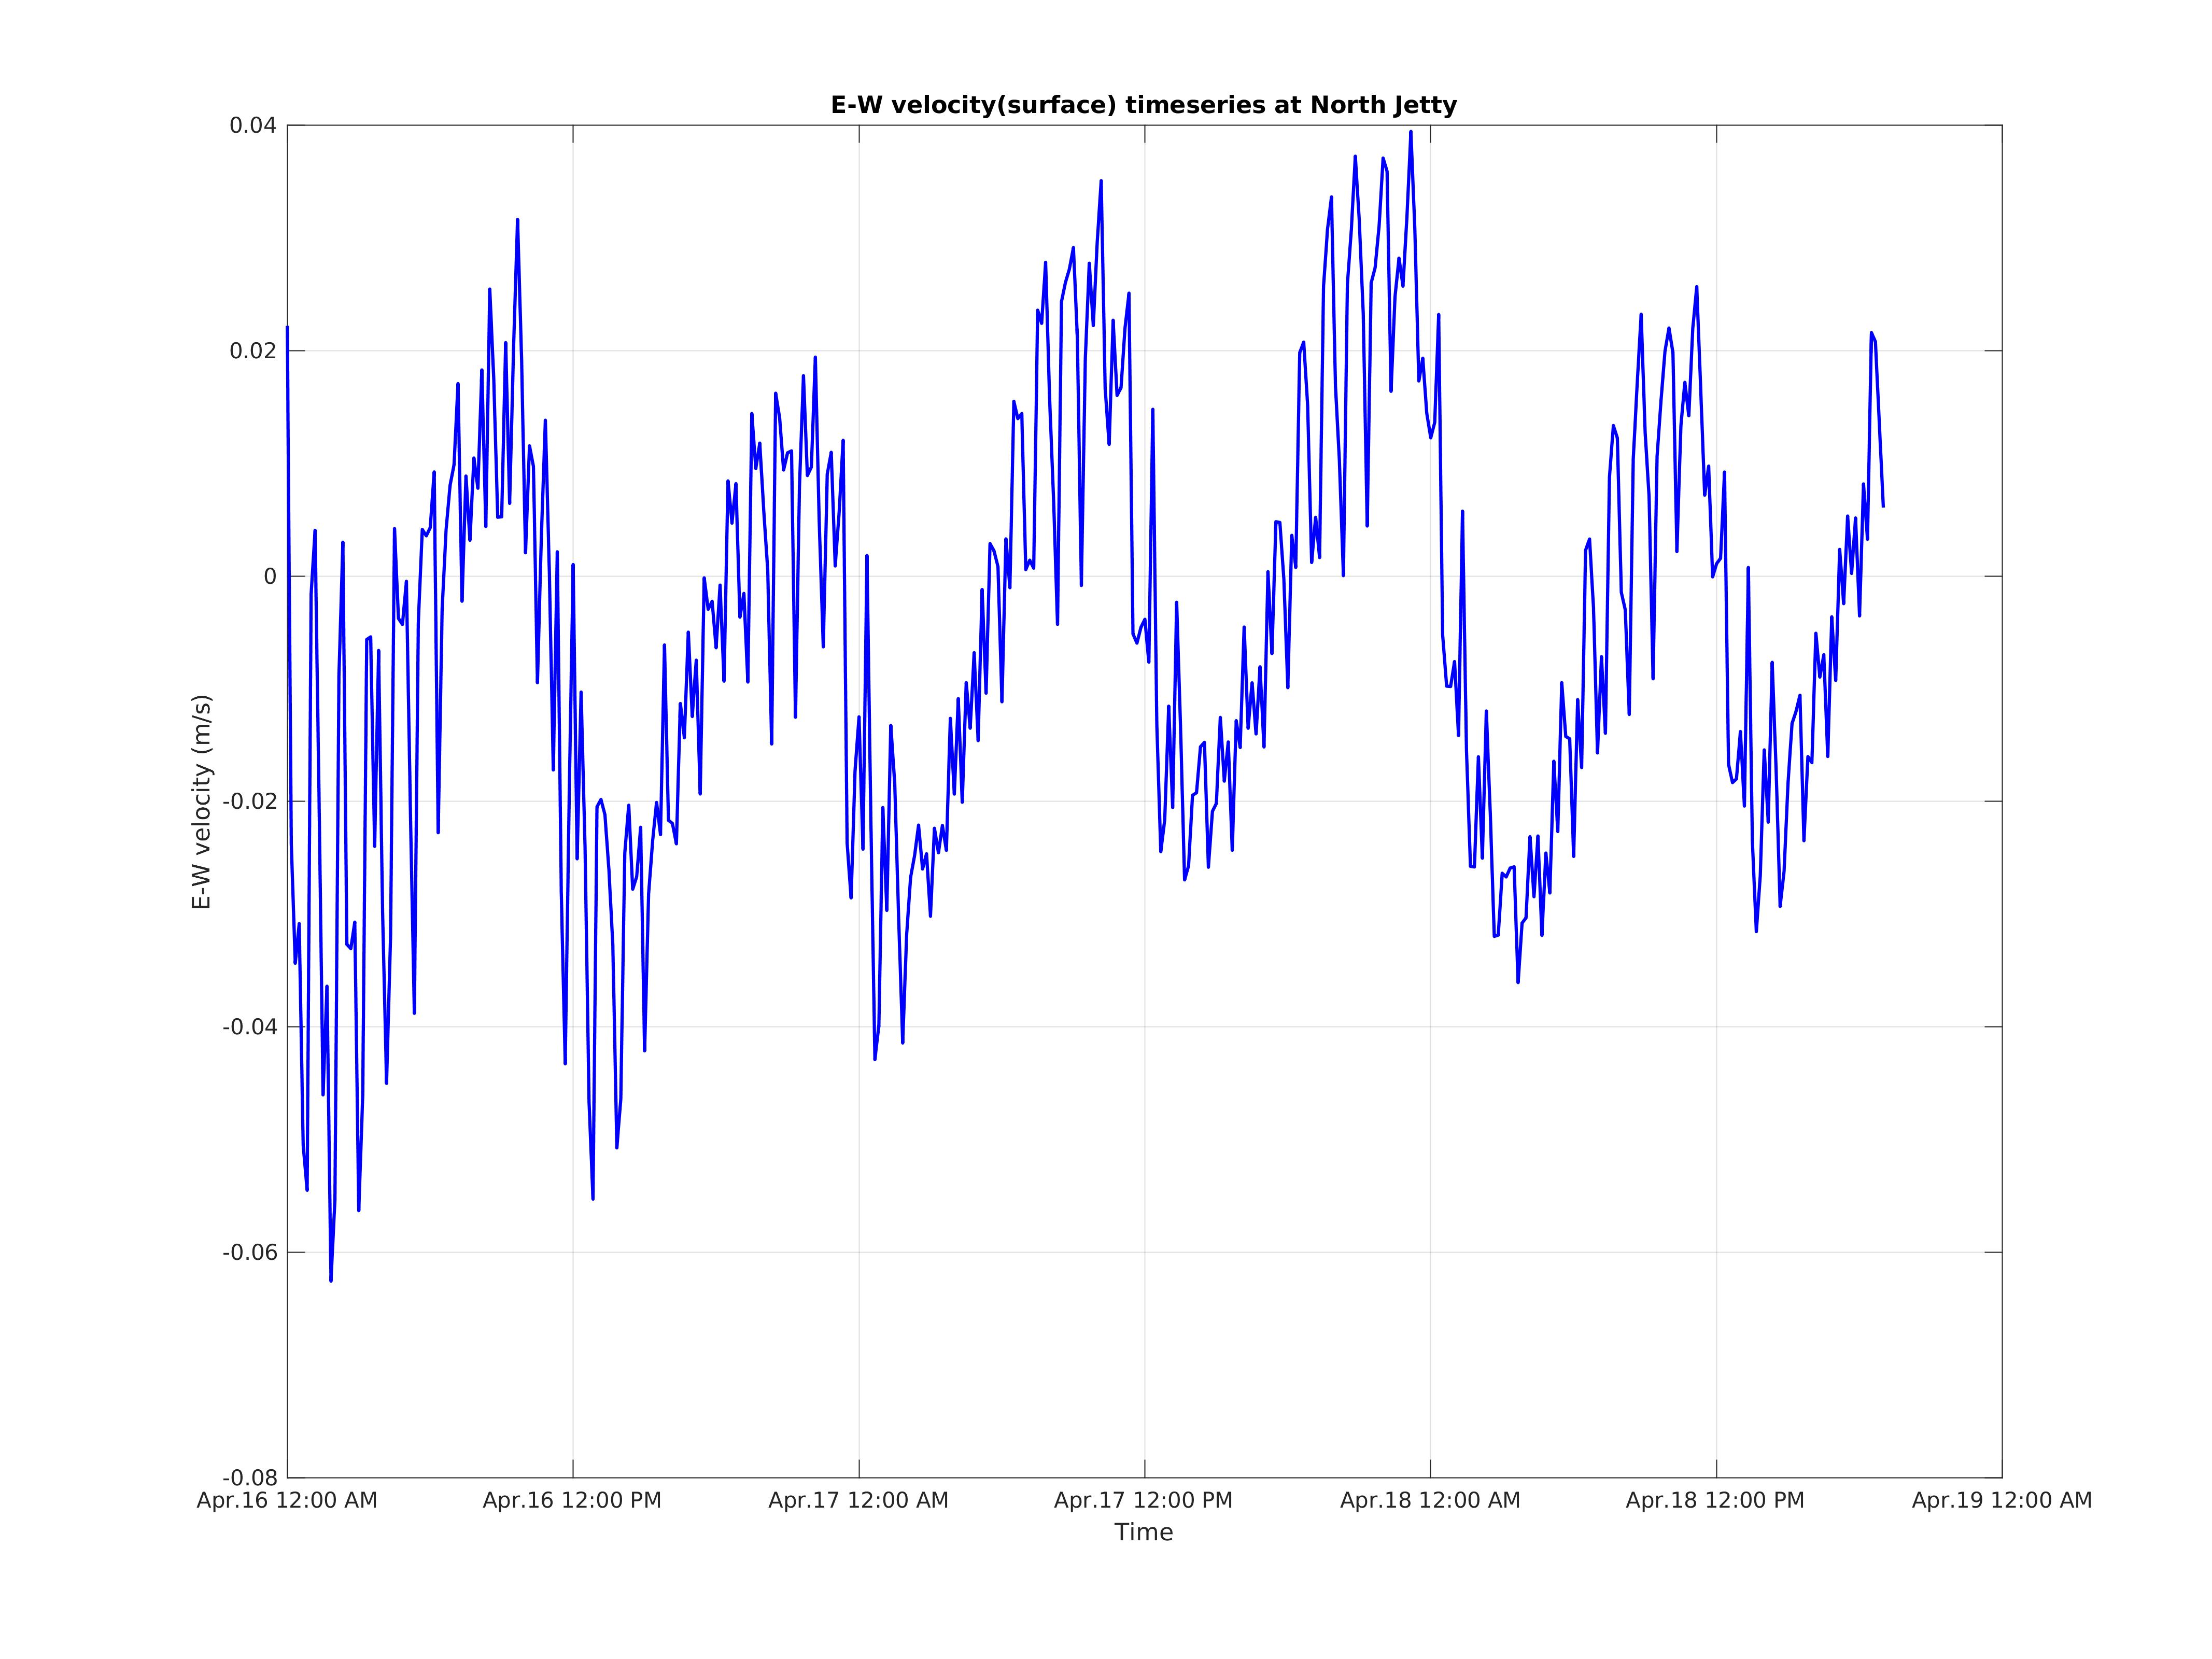 E-W velocity(surface) timeseries at North Jetty
0.04
0.02
0
-0.02
-0.04
-0.06
-0.08
E-W velocity (m/s)
Apr.16 12:00 AM Apr.16 12:00 PM Apr.17 12:00 AM Apr.17 12:00 PM Apr.18 12:00 AM Apr.18 12:00 PM Apr.19 12:00 AM
Time